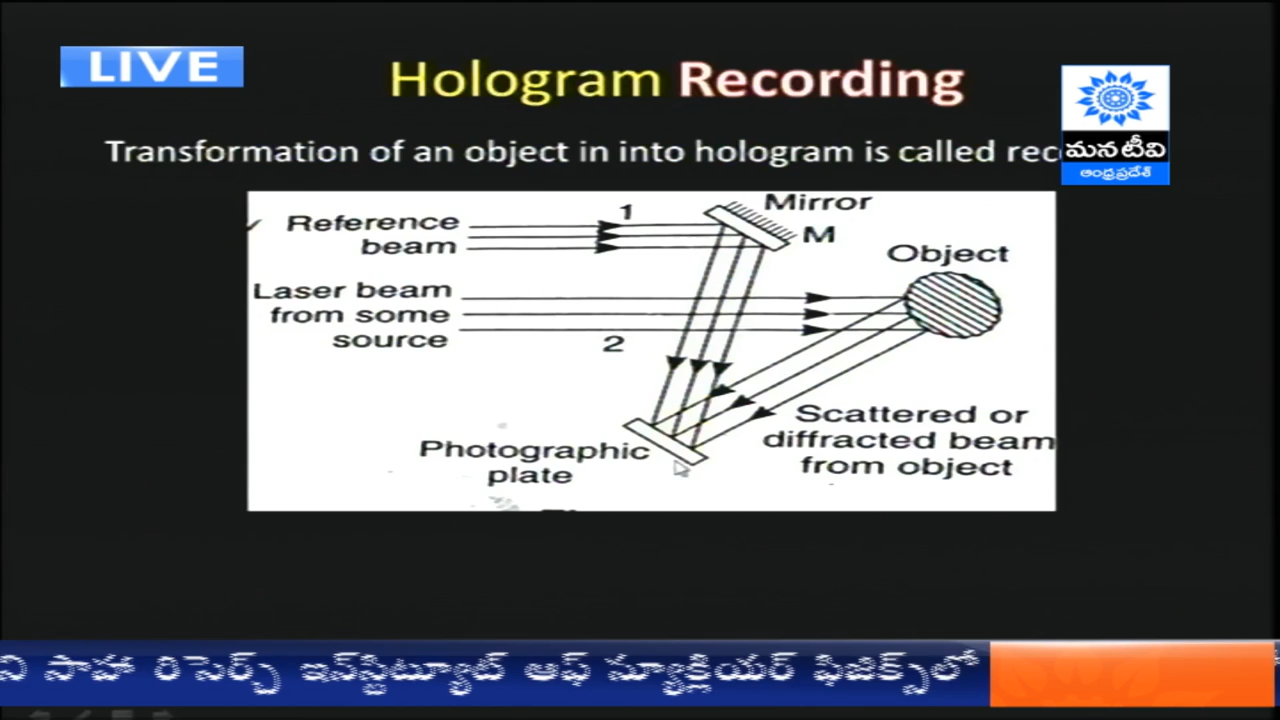 LIVE
Hologram Recording
మన టీవి
ఆంధ్రప్రదేశ్
Transformation of an object in into hologram is called
Reference
beam
1
Mirror
M
Object
Laser beam
from some
source
2
Scattered or
diffracted beam
from object
Photographic
plate
సాహా రీసెర్చ్ ఇన్‌స్టిట్యూట్ ఆఫ్ న్యూక్లియర్ ఫిజిక్స్‌లో